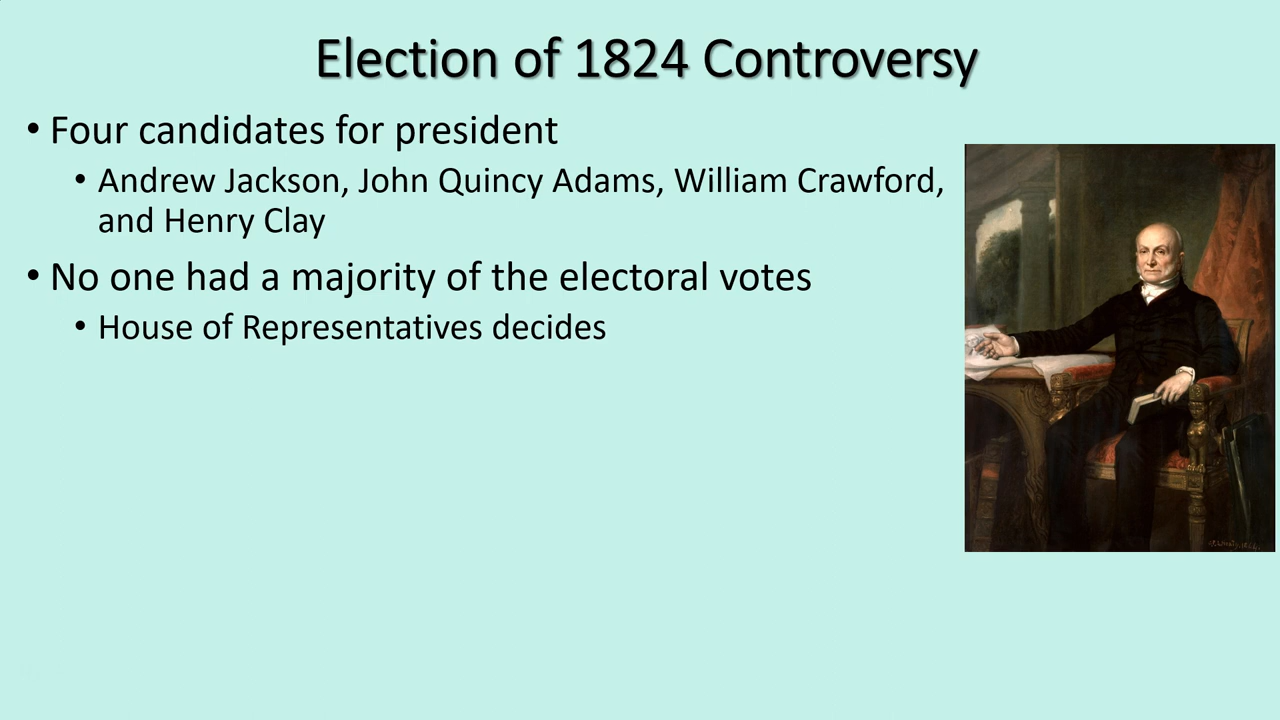 Election of 1824 Controversy
• Four candidates for president
• Andrew Jackson, John Quincy Adams, William Crawford,
and Henry Clay
• No one had a majority of the electoral votes
• House of Representatives decides